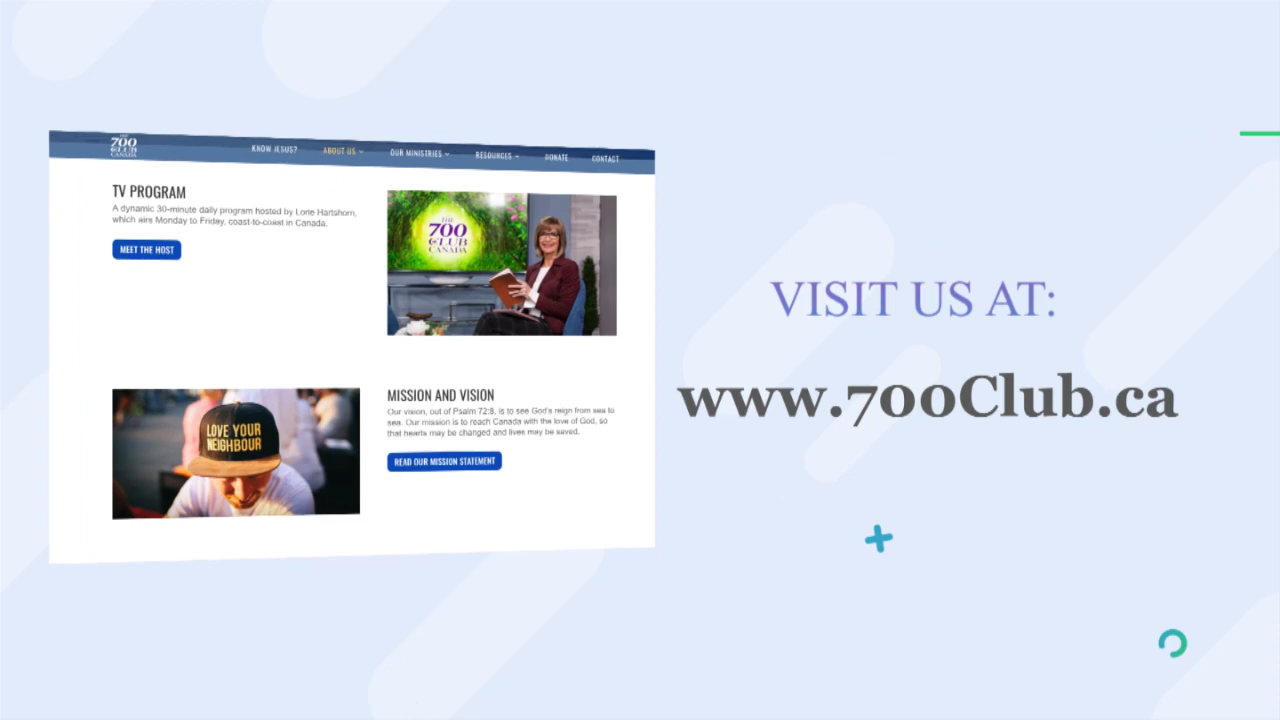 THE
700
CLUB
CANADA
KNOW JESUS?
ABOUT US
OUR MINISTRIES
RESOURCES
DONATE
CONTACT
TV PROGRAM
A dynamic 30-minute daily program hosted by Lorie Hartshorn,
which airs Monday to Friday, coast-to-coast in Canada.
MEET THE HOST
THE
700
CLUB
CANADA
LOVE YOUR
NEIGHBOUR
MISSION AND VISION
Our vision, out of Psalm 72:8, is to see God's reign from sea to
sea. Our mission is to reach Canada with the love of God, so
that hearts may be changed and lives may be saved.
READ OUR MISSION STATEMENT
VISIT US AT:
www.700Club.ca